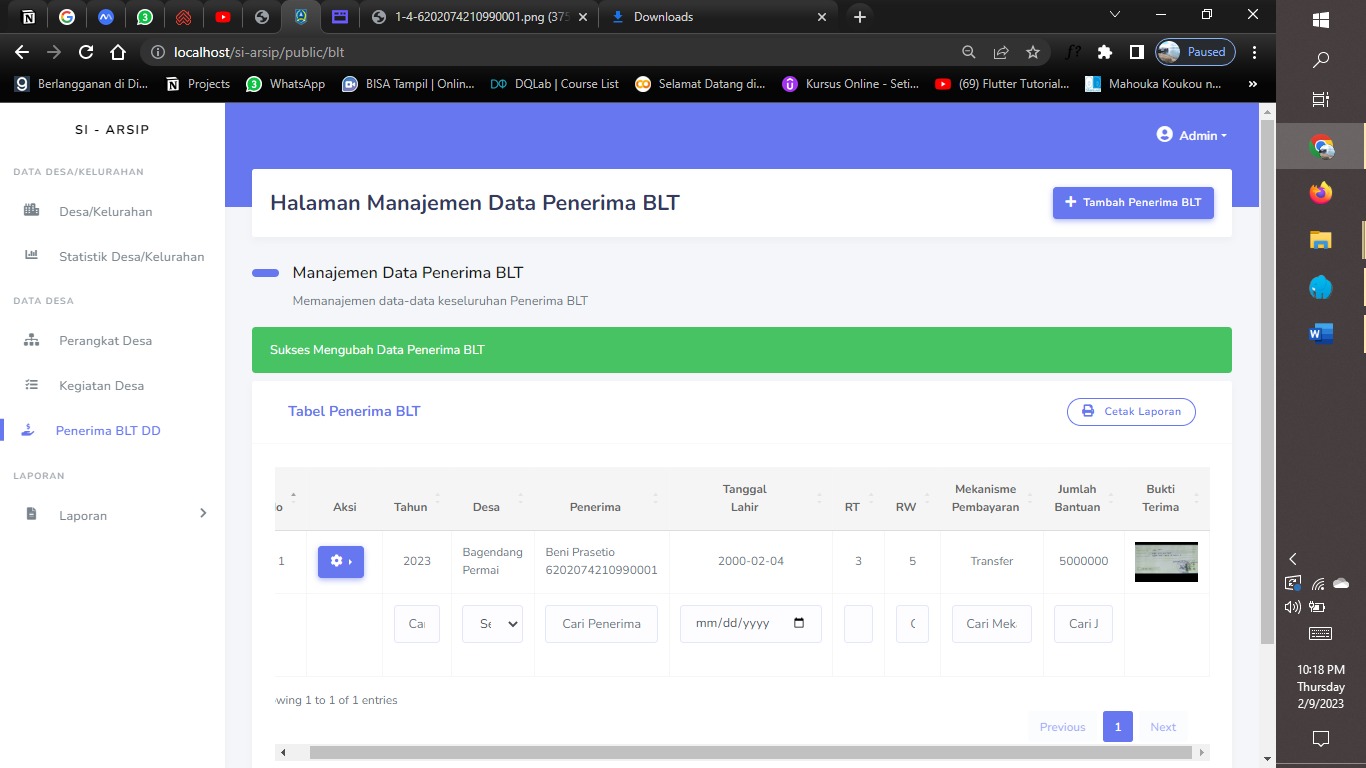 1-4-6202074210990001.png (375
Downloads
localhost/si-arsip/public/blt
Paused
Berlangganan di Di...
Projects
WhatsApp
BISA Tampil | Onlin...
DQLab | Course List
Selamat Datang di...
Kursus Online - Seti...
(69) Flutter Tutorial...
Mahouka Koukou n...
SI - ARSIP
Admin
DATA DESA/KELURAHAN
Desa/Kelurahan
Statistik Desa/Kelurahan
DATA DESA
Perangkat Desa
Kegiatan Desa
Penerima BLT DD
LAPORAN
Laporan
Halaman Manajemen Data Penerima BLT
Tambah Penerima BLT
Manajemen Data Penerima BLT
Memanajemen data-data keseluruhan Penerima BLT
Sukses Mengubah Data Penerima BLT
Tabel Penerima BLT
Cetak Laporan
o
Aksi
Tahun
Desa
Penerima
Tanggal
Lahir
RT
RW
Mekanisme
Pembayaran
Jumlah
Bantuan
Bukti
Terima
1
2023
Bagendang
Permai
Beni Prasetio
6202074210990001
2000-02-04
3
5
Transfer
5000000
Ca
Se
Cari Penerima
mm/dd/yyyy
Cari Mek
Cari J
wing 1 to 1 of 1 entries
Previous
1
Next
10:18 PM
Thursday
2/9/2023